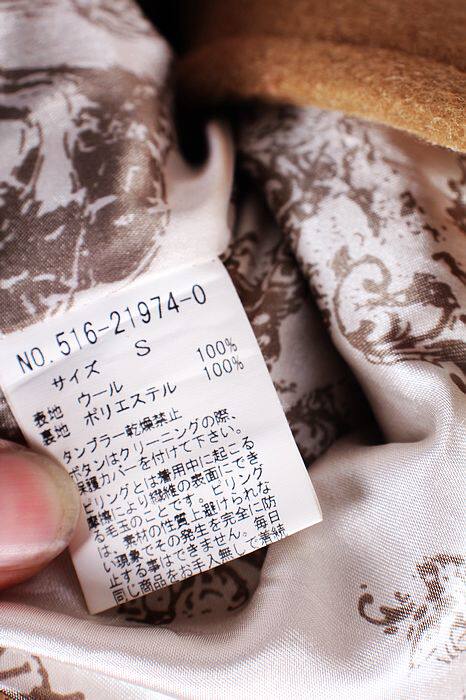 NO.516-21974-0
サイズ S
表地 ウール 100%
裏地 ポリエステル 100%
タンブラー乾燥禁止
ボタンはクリーニングの際、
保護カバーを付けて下さい。
ピリングとは着用中に起こる
摩擦により繊維の表面にでき
る毛玉のことです。ピリング
は、素材の性質上避けられな
い現象でその発生を完全に防
止する事はできません。毎日
同じ商品をお手入無しで着続